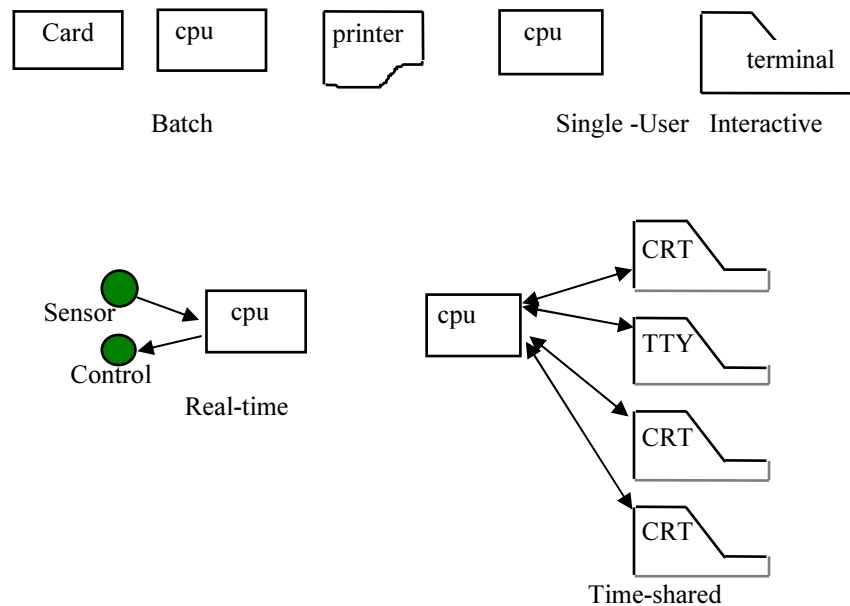 Card
cpu
printer
cpu
terminal
Batch
Single -User Interactive
Sensor
Control
cpu
Real-time
cpu
CRT
TTY
CRT
CRT
Time-shared